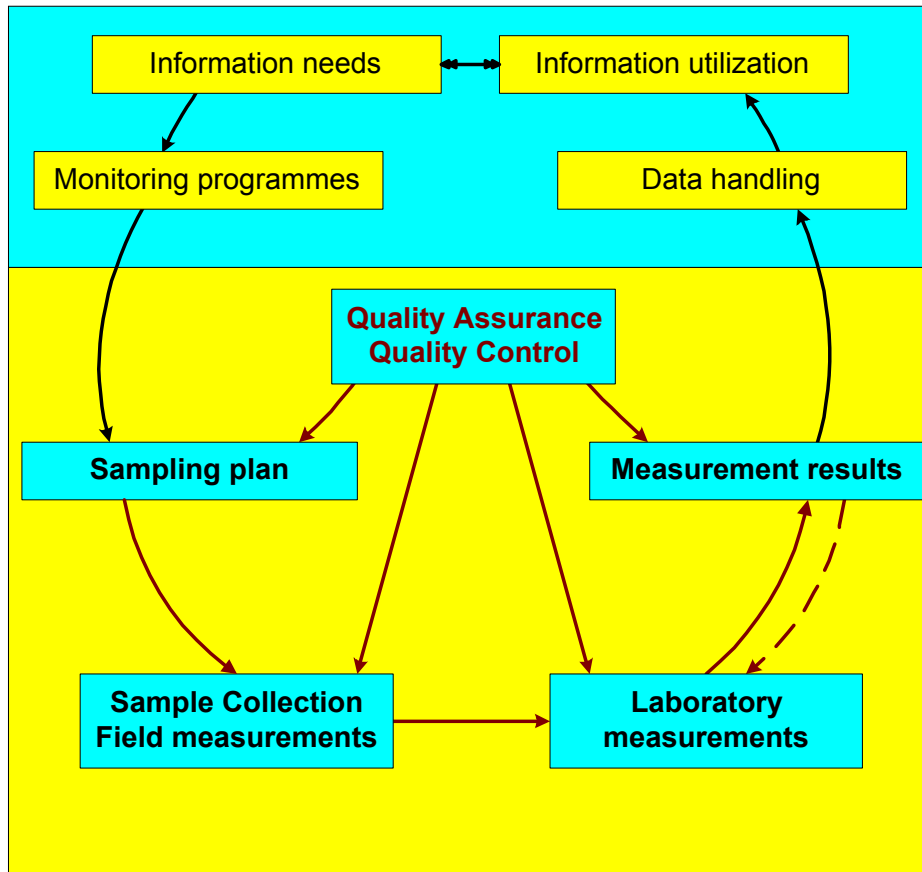 Information needs
Information utilization
Monitoring programmes
Data handling
Quality Assurance
Quality Control
Sampling plan
Measurement results
Sample Collection
Field measurements
Laboratory
measurements